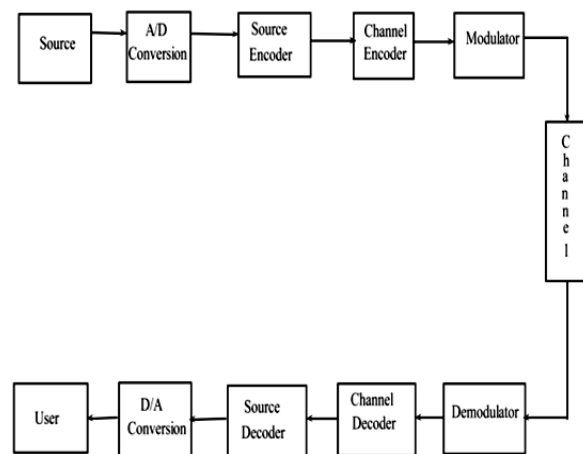 Source
A/D
Conversion
Source
Encoder
Channel
Encoder
Modulator
C
h
a
n
n
e
l
User
D/A
Conversion
Source
Decoder
Channel
Decoder
Demodulator